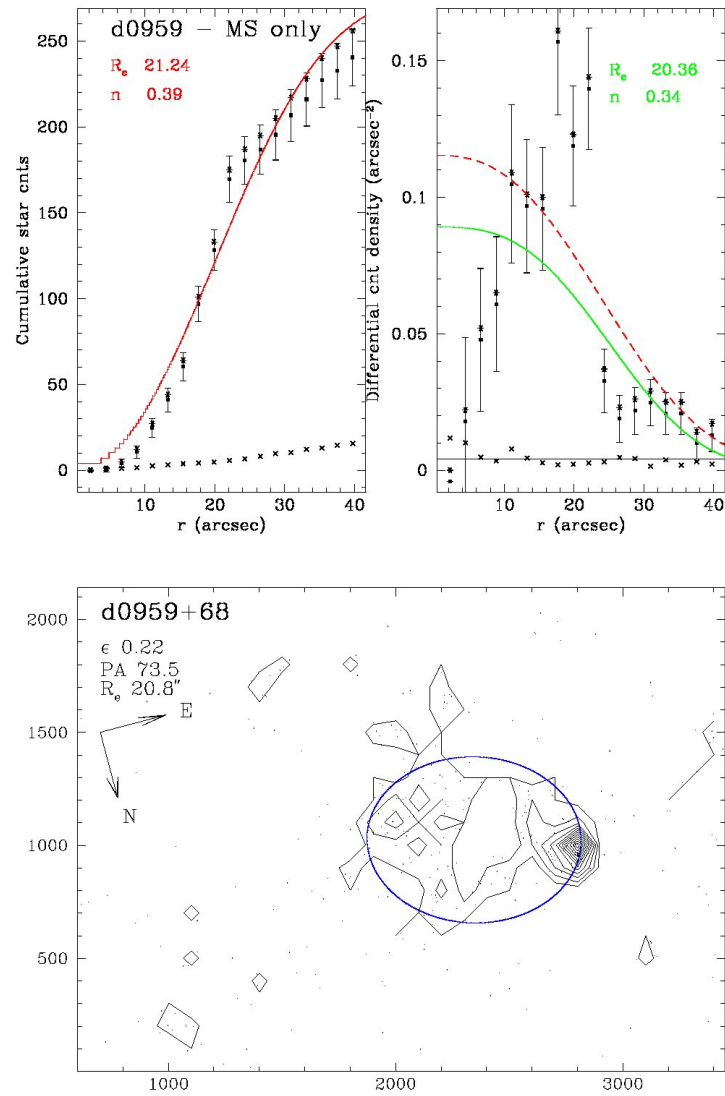 d0959 – MS only
R_e 21.24
n 0.39
Cumulative star cnts
250
200
150
100
50
0
10
20
30
40
r (arcsec)
R_e 20.36
n 0.34
Differential cnt density (arcsec⁻²)
0.15
0.1
0.05
0
0
10
20
30
40
r (arcsec)
d0959+68
ϵ 0.22
PA 73.5
R_e 20.8"
E
N
2000
1500
1000
500
1000
2000
3000